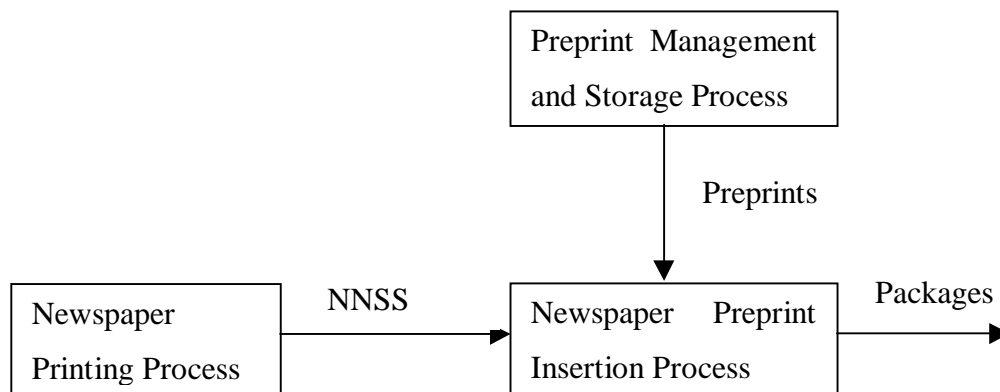 Preprint Management
and Storage Process
Preprints
Newspaper
Printing Process
NNSS
Newspaper Preprint
Insertion Process
Packages